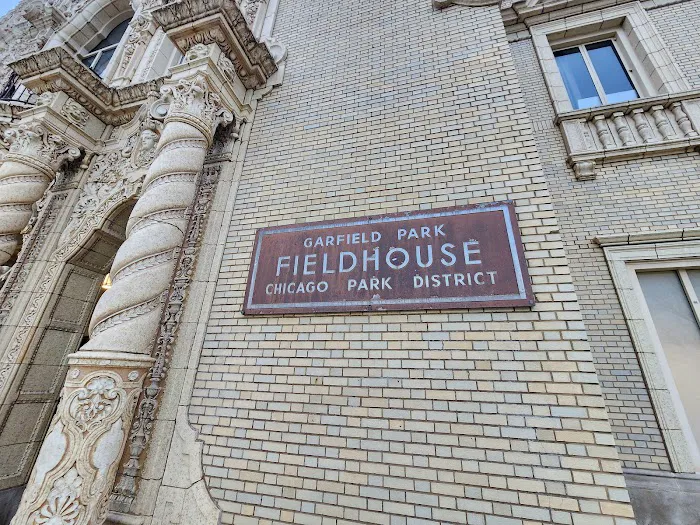 GARFIELD PARK
FIELDHOUSE
CHICAGO PARK DISTRICT